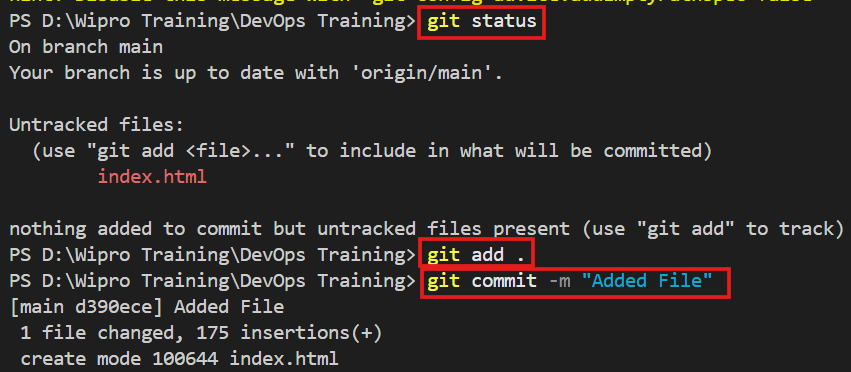 PS D:\Wipro Training\DevOps Training> git status
On branch main
Your branch is up to date with 'origin/main'.
Untracked files:
(use "git add <file>..." to include in what will be committed)
index.html
nothing added to commit but untracked files present (use "git add" to track)
PS D:\Wipro Training\DevOps Training> git add .
PS D:\Wipro Training\DevOps Training> git commit -m "Added File"
[main d390ece] Added File
1 file changed, 175 insertions(+)
create mode 100644 index.html